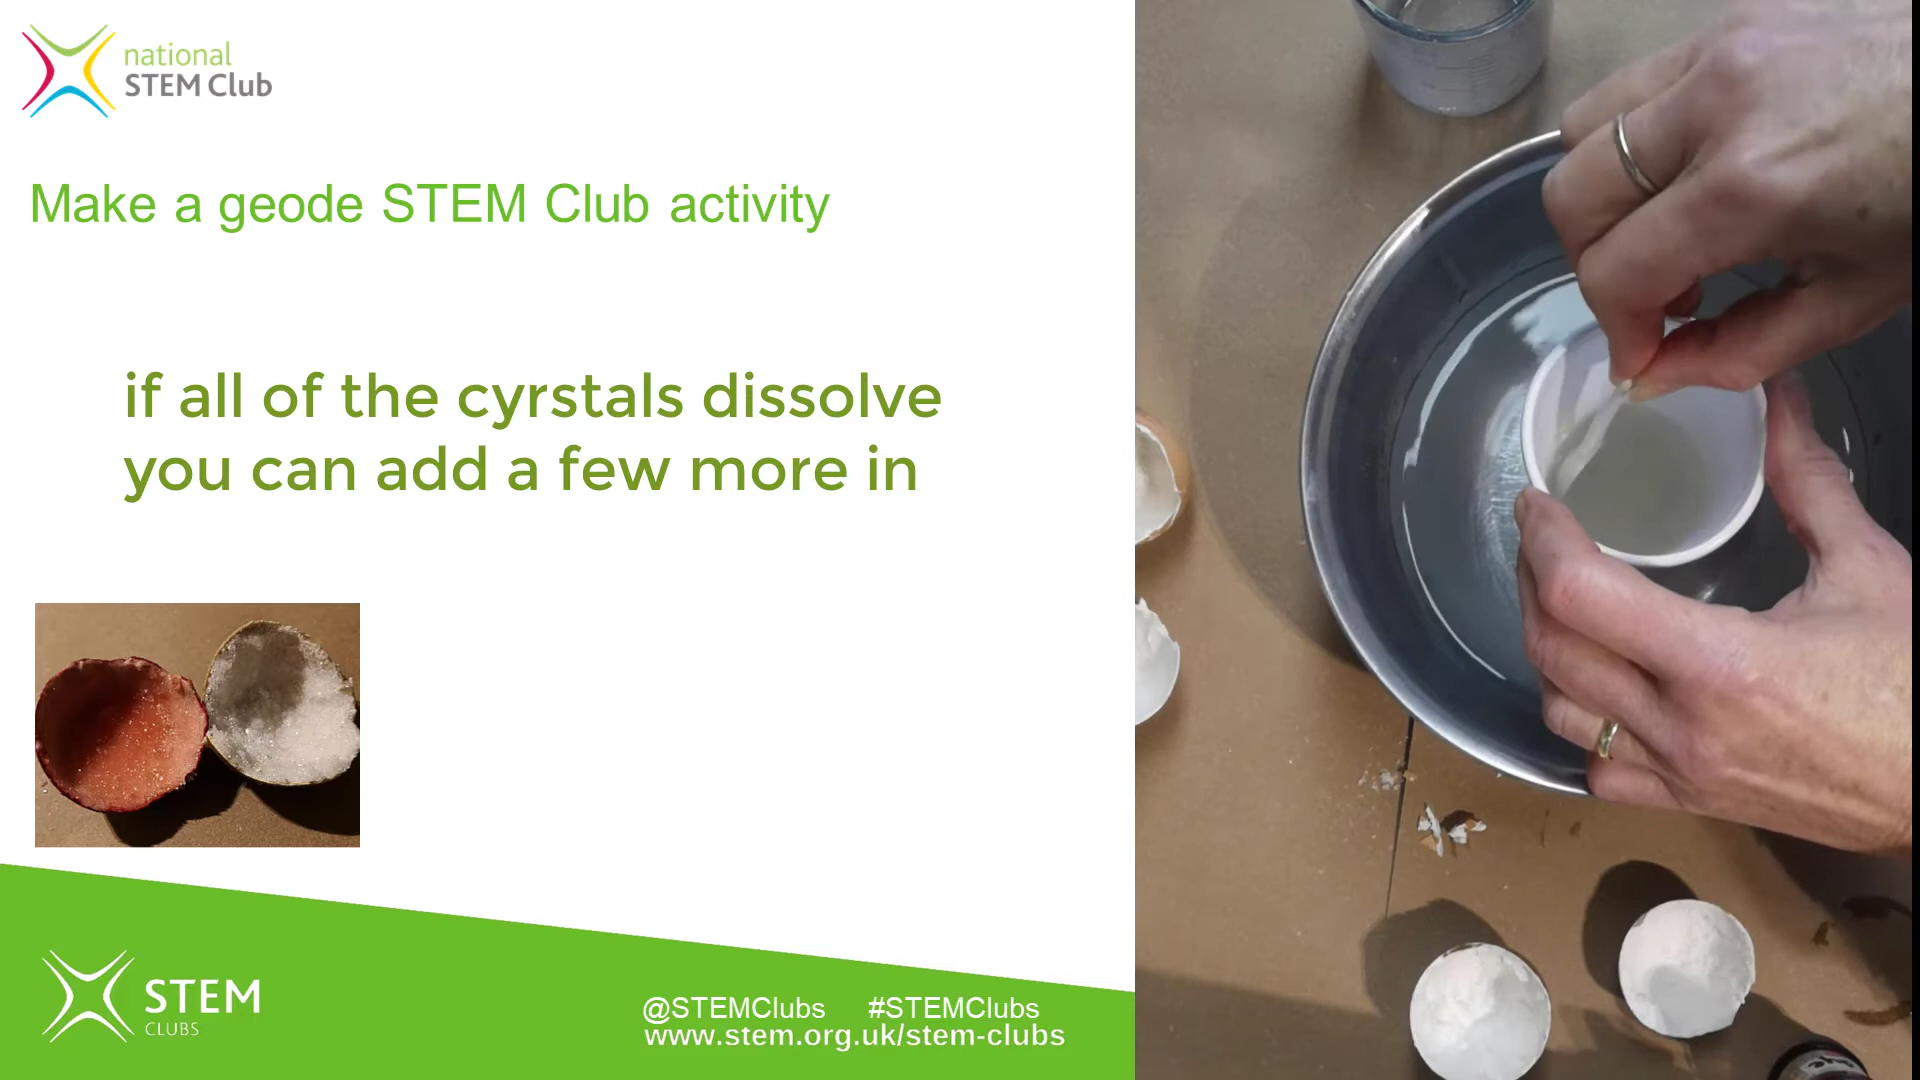 national
STEM Club
Make a geode STEM Club activity
if all of the cyrstals dissolve
you can add a few more in
STEM
CLUBS
@STEMClubs #STEMClubs
www.stem.org.uk/stem-clubs